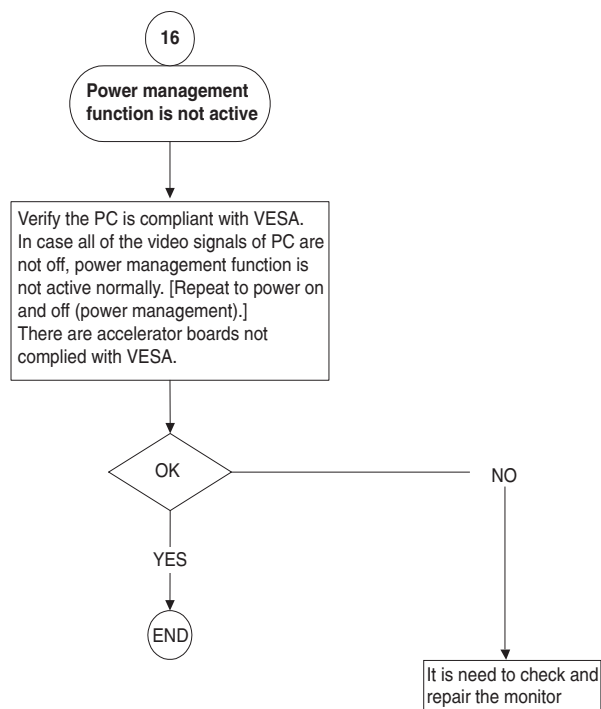 16
Power management
function is not active
Verify the PC is compliant with VESA.
In case all of the video signals of PC are
not off, power management function is
not active normally. [Repeat to power on
and off (power management).]
There are accelerator boards not
complied with VESA.
OK
NO
YES
END
It is need to check and
repair the monitor